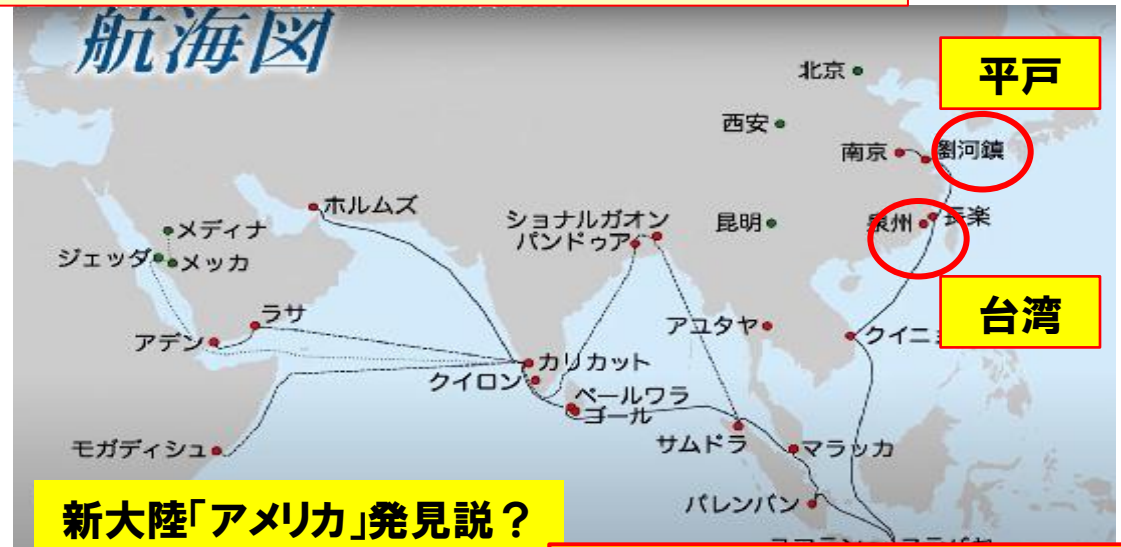 航海図
北京
平戸
西安
南京
劉河鎮
ホルムズ
ショナルガオン
パンドゥア
昆明
泉州
長楽
メディナ
ジェッダ
メッカ
台湾
ラサ
アデン
アユタヤ
クイニョ
カリカット
クイロン
ベールワラ
ゴール
サムドラ
マラッカ
モガディシュ
パレンバン
新大陸「アメリカ」発見説？